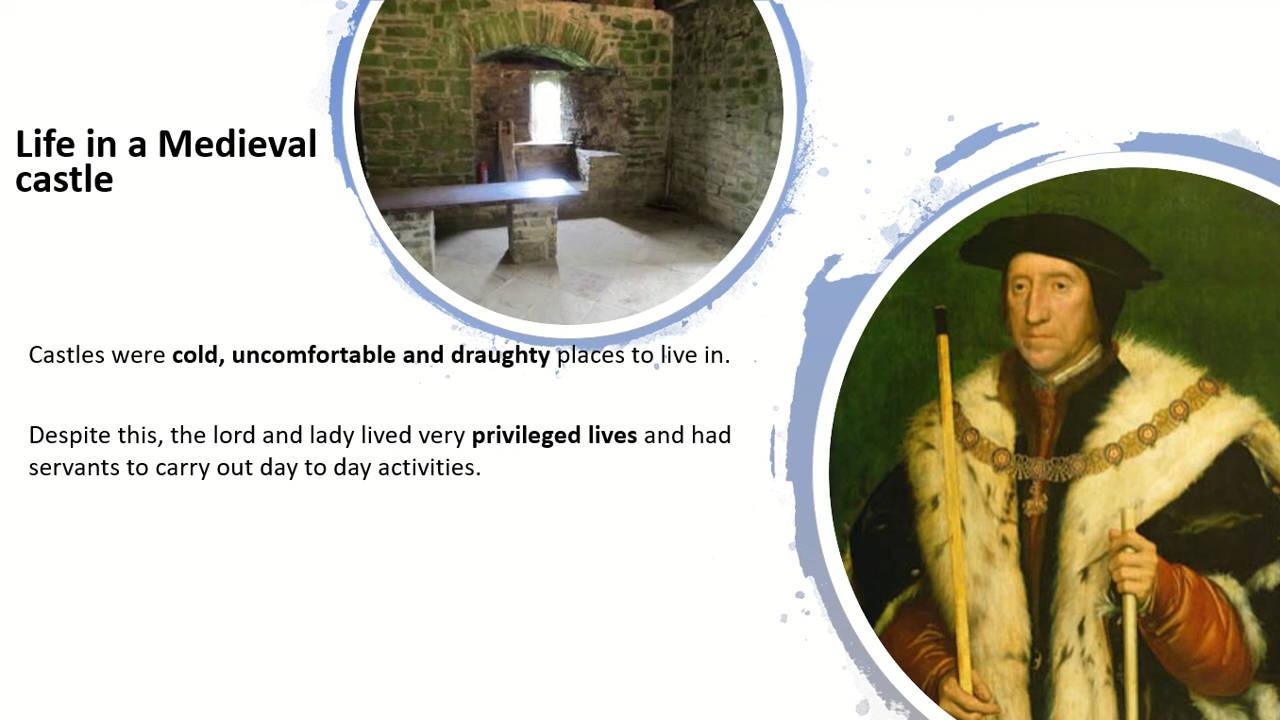 Life in a Medieval
castle
Castles were cold, uncomfortable and draughty places to live in.
Despite this, the lord and lady lived very privileged lives and had
servants to carry out day to day activities.